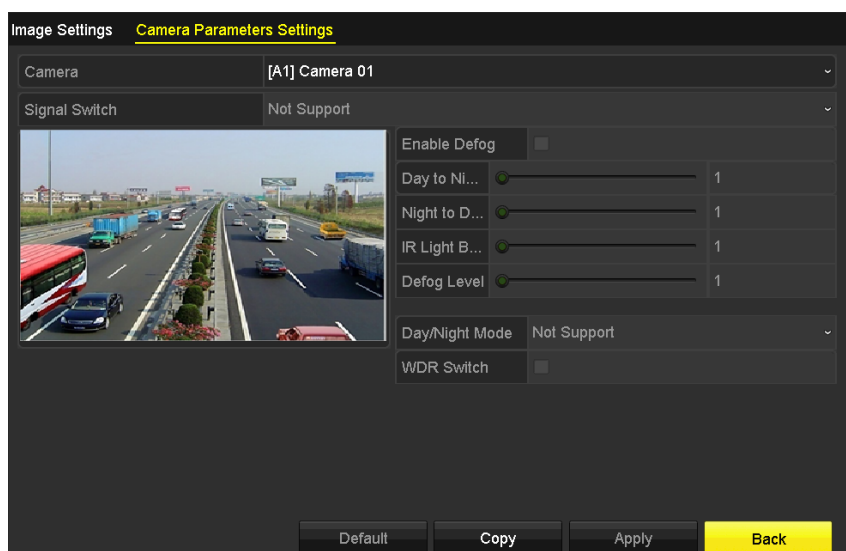 Image Settings Camera Parameters Settings
Camera [A1] Camera 01
Signal Switch Not Support
Enable Defog
Day to Ni... 1
Night to D... 1
IR Light B... 1
Defog Level 1
Day/Night Mode Not Support
WDR Switch
Default Copy Apply Back